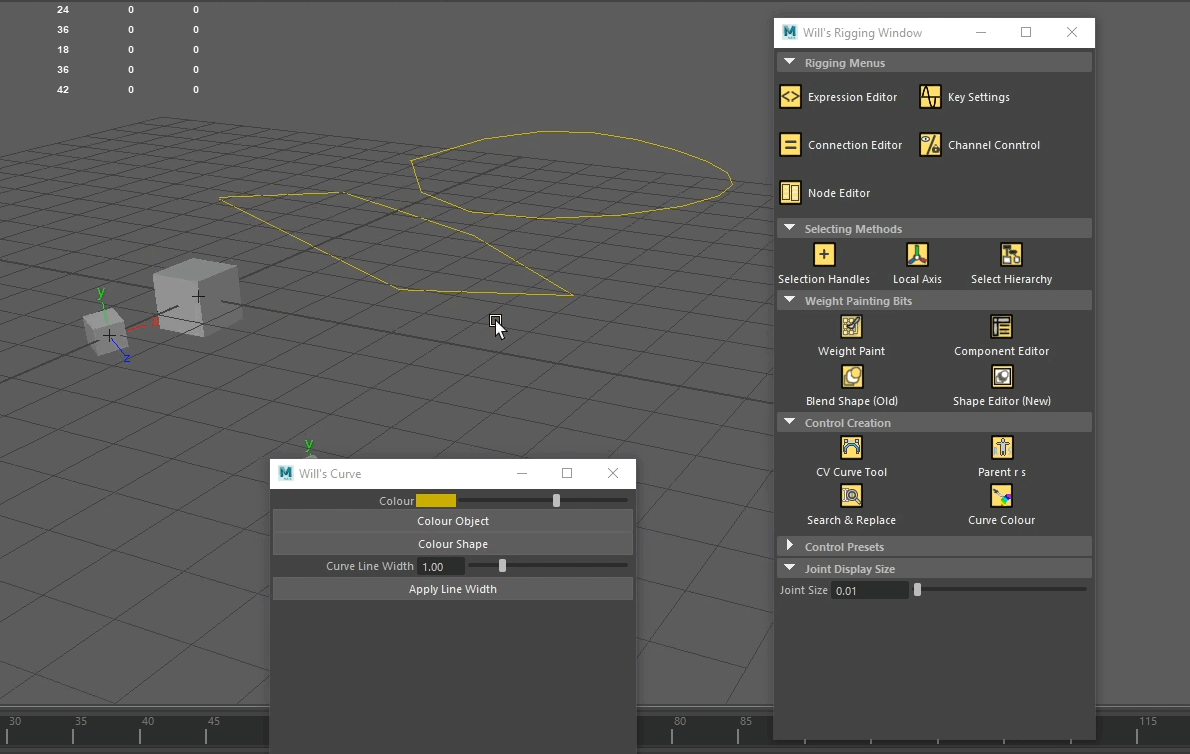 24 0 0
36 0 0
18 0 0
36 0 0
42 0 0
y
x
z
y
M Will's Rigging Window
Rigging Menus
Expression Editor Key Settings
Connection Editor Channel Conntrol
Node Editor
Selecting Methods
Selection Handles Local Axis Select Hierarchy
Weight Painting Bits
Weight Paint Component Editor
Blend Shape (Old) Shape Editor (New)
Control Creation
CV Curve Tool Parent r s
Search & Replace Curve Colour
Control Presets
Joint Display Size
Joint Size 0.01
M Will's Curve
Colour
Colour Object
Colour Shape
Curve Line Width 1.00
Apply Line Width
30 35 40 45 80 85 115